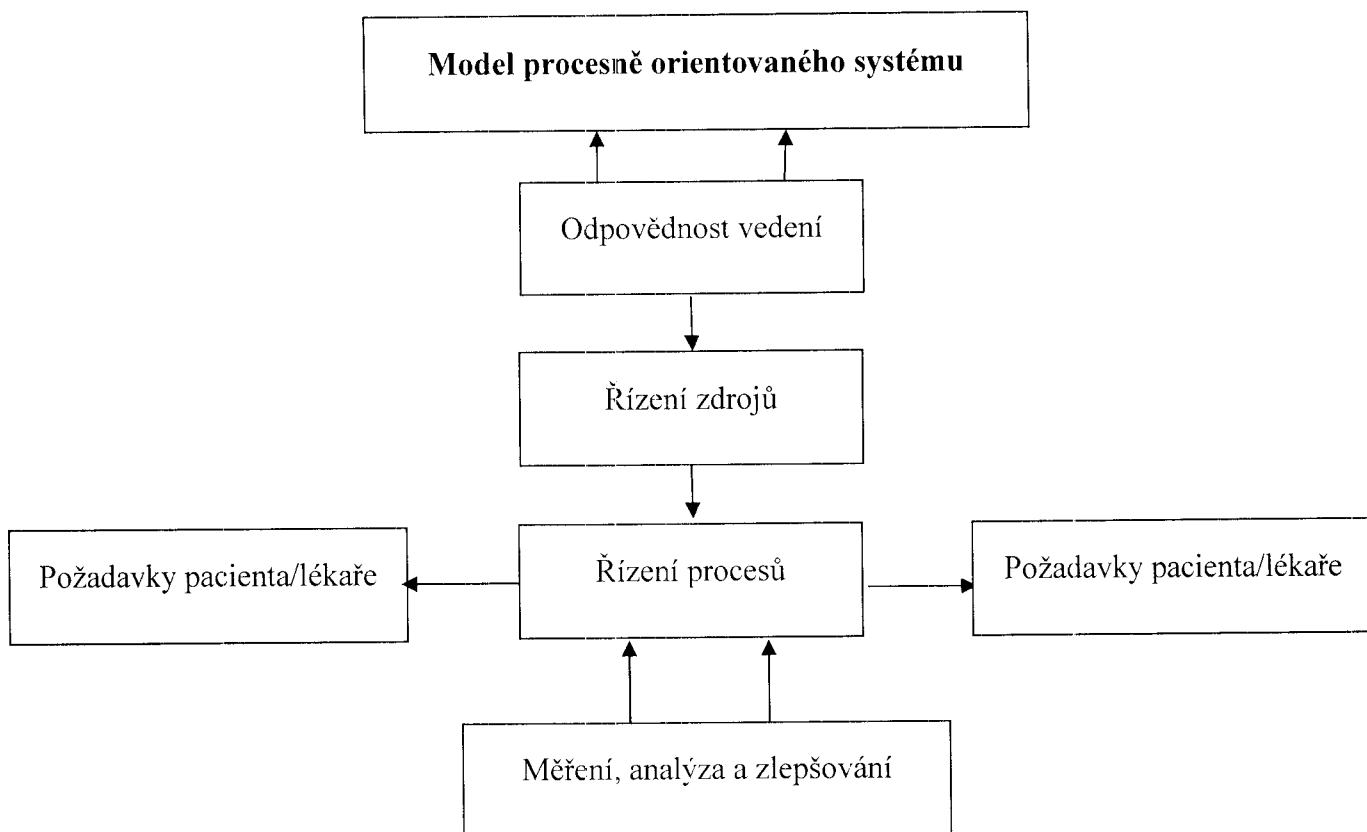 Model procesně orientovaného systému
Odpovědnost vedení
Řízení zdrojů
Požadavky pacienta/lékaře
Řízení procesů
Požadavky pacienta/lékaře
Měření, analýza a zlepšování